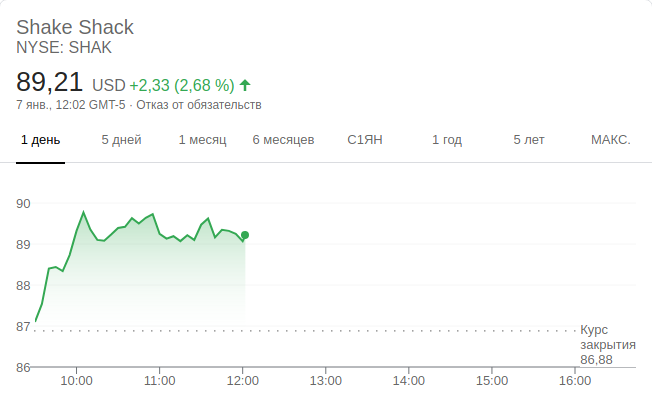 Shake Shack
NYSE: SHAK
89,21 USD +2,33 (2,68 %)
7 янв., 12:02 GMT-5 · Отказ от обязательств
1 день 5 дней 1 месяц 6 месяцев С1ЯН 1 год 5 лет МАКС.
90
89
88
87
86
Курс
закрытия
86,88
10:00 11:00 12:00 13:00 14:00 15:00 16:00